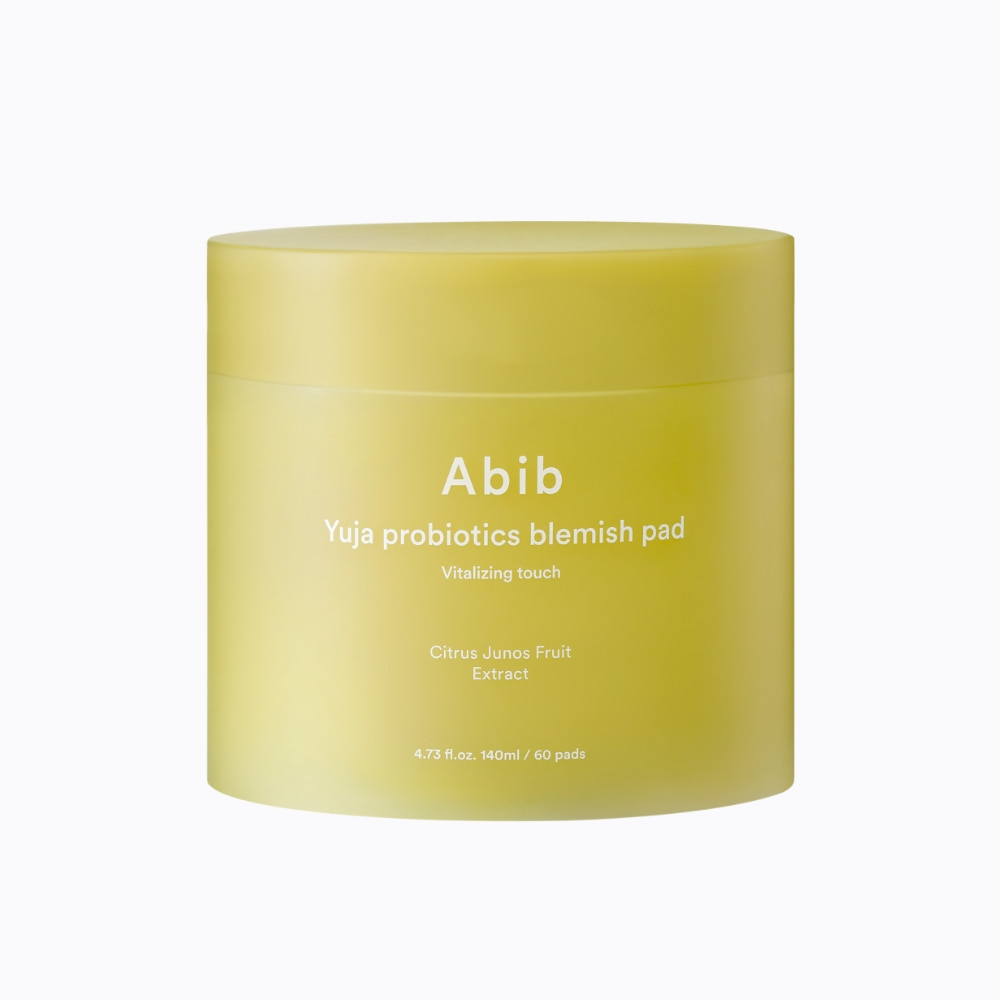 Abib
Yuja probiotics blemish pad
Vitalizing touch
Citrus Junos Fruit
Extract
4.73 fl.oz. 140ml / 60 pads